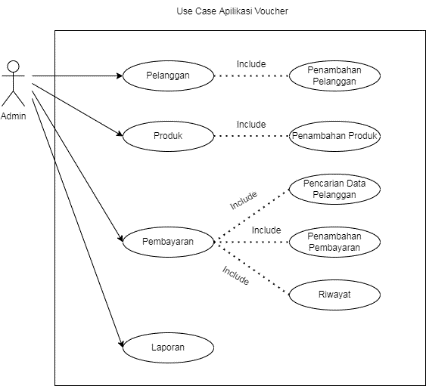 Use Case Apilikasi Voucher
Admin
Pelanggan
Include
Penambahan
Pelanggan
Produk
Include
Penambahan Produk
Pembayaran
Include
Pencarian Data
Pelanggan
Include
Penambahan
Pembayaran
Include
Riwayat
Laporan